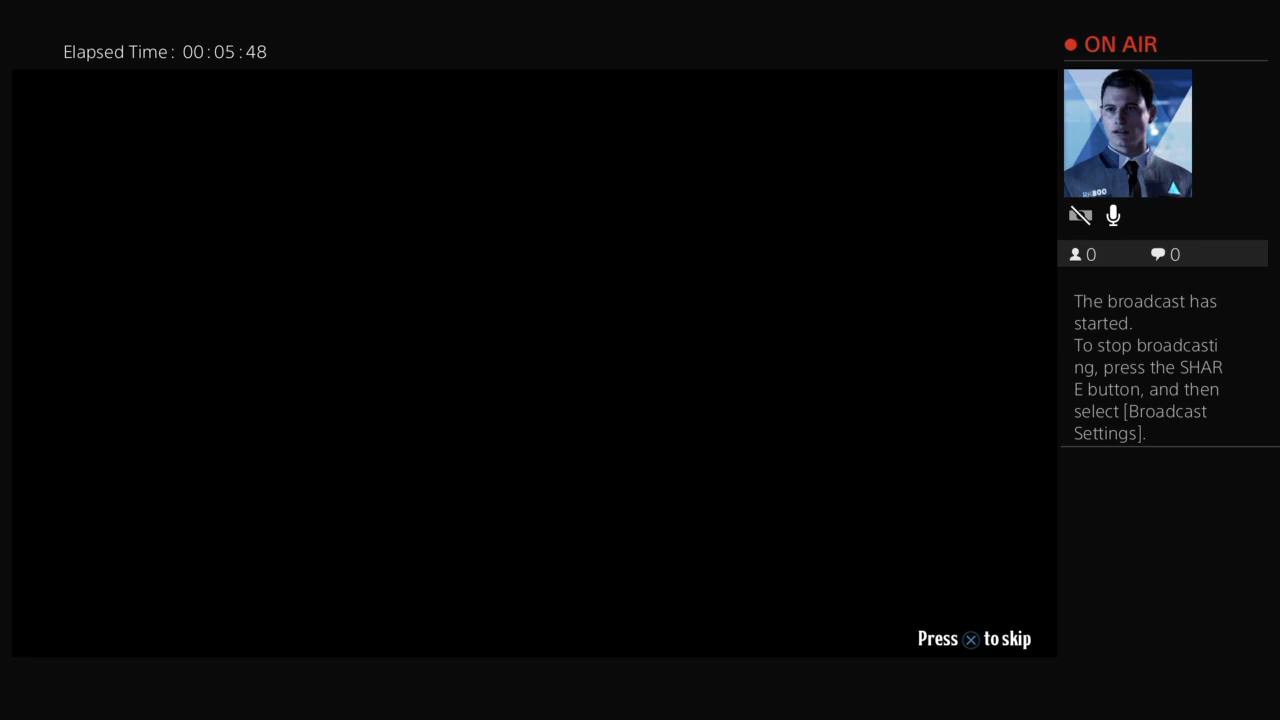 Elapsed Time: 00:05:48
ON AIR
0 0
The broadcast has
started.
To stop broadcasti
ng, press the SHAR
E button, and then
select [Broadcast
Settings].
Press to skip